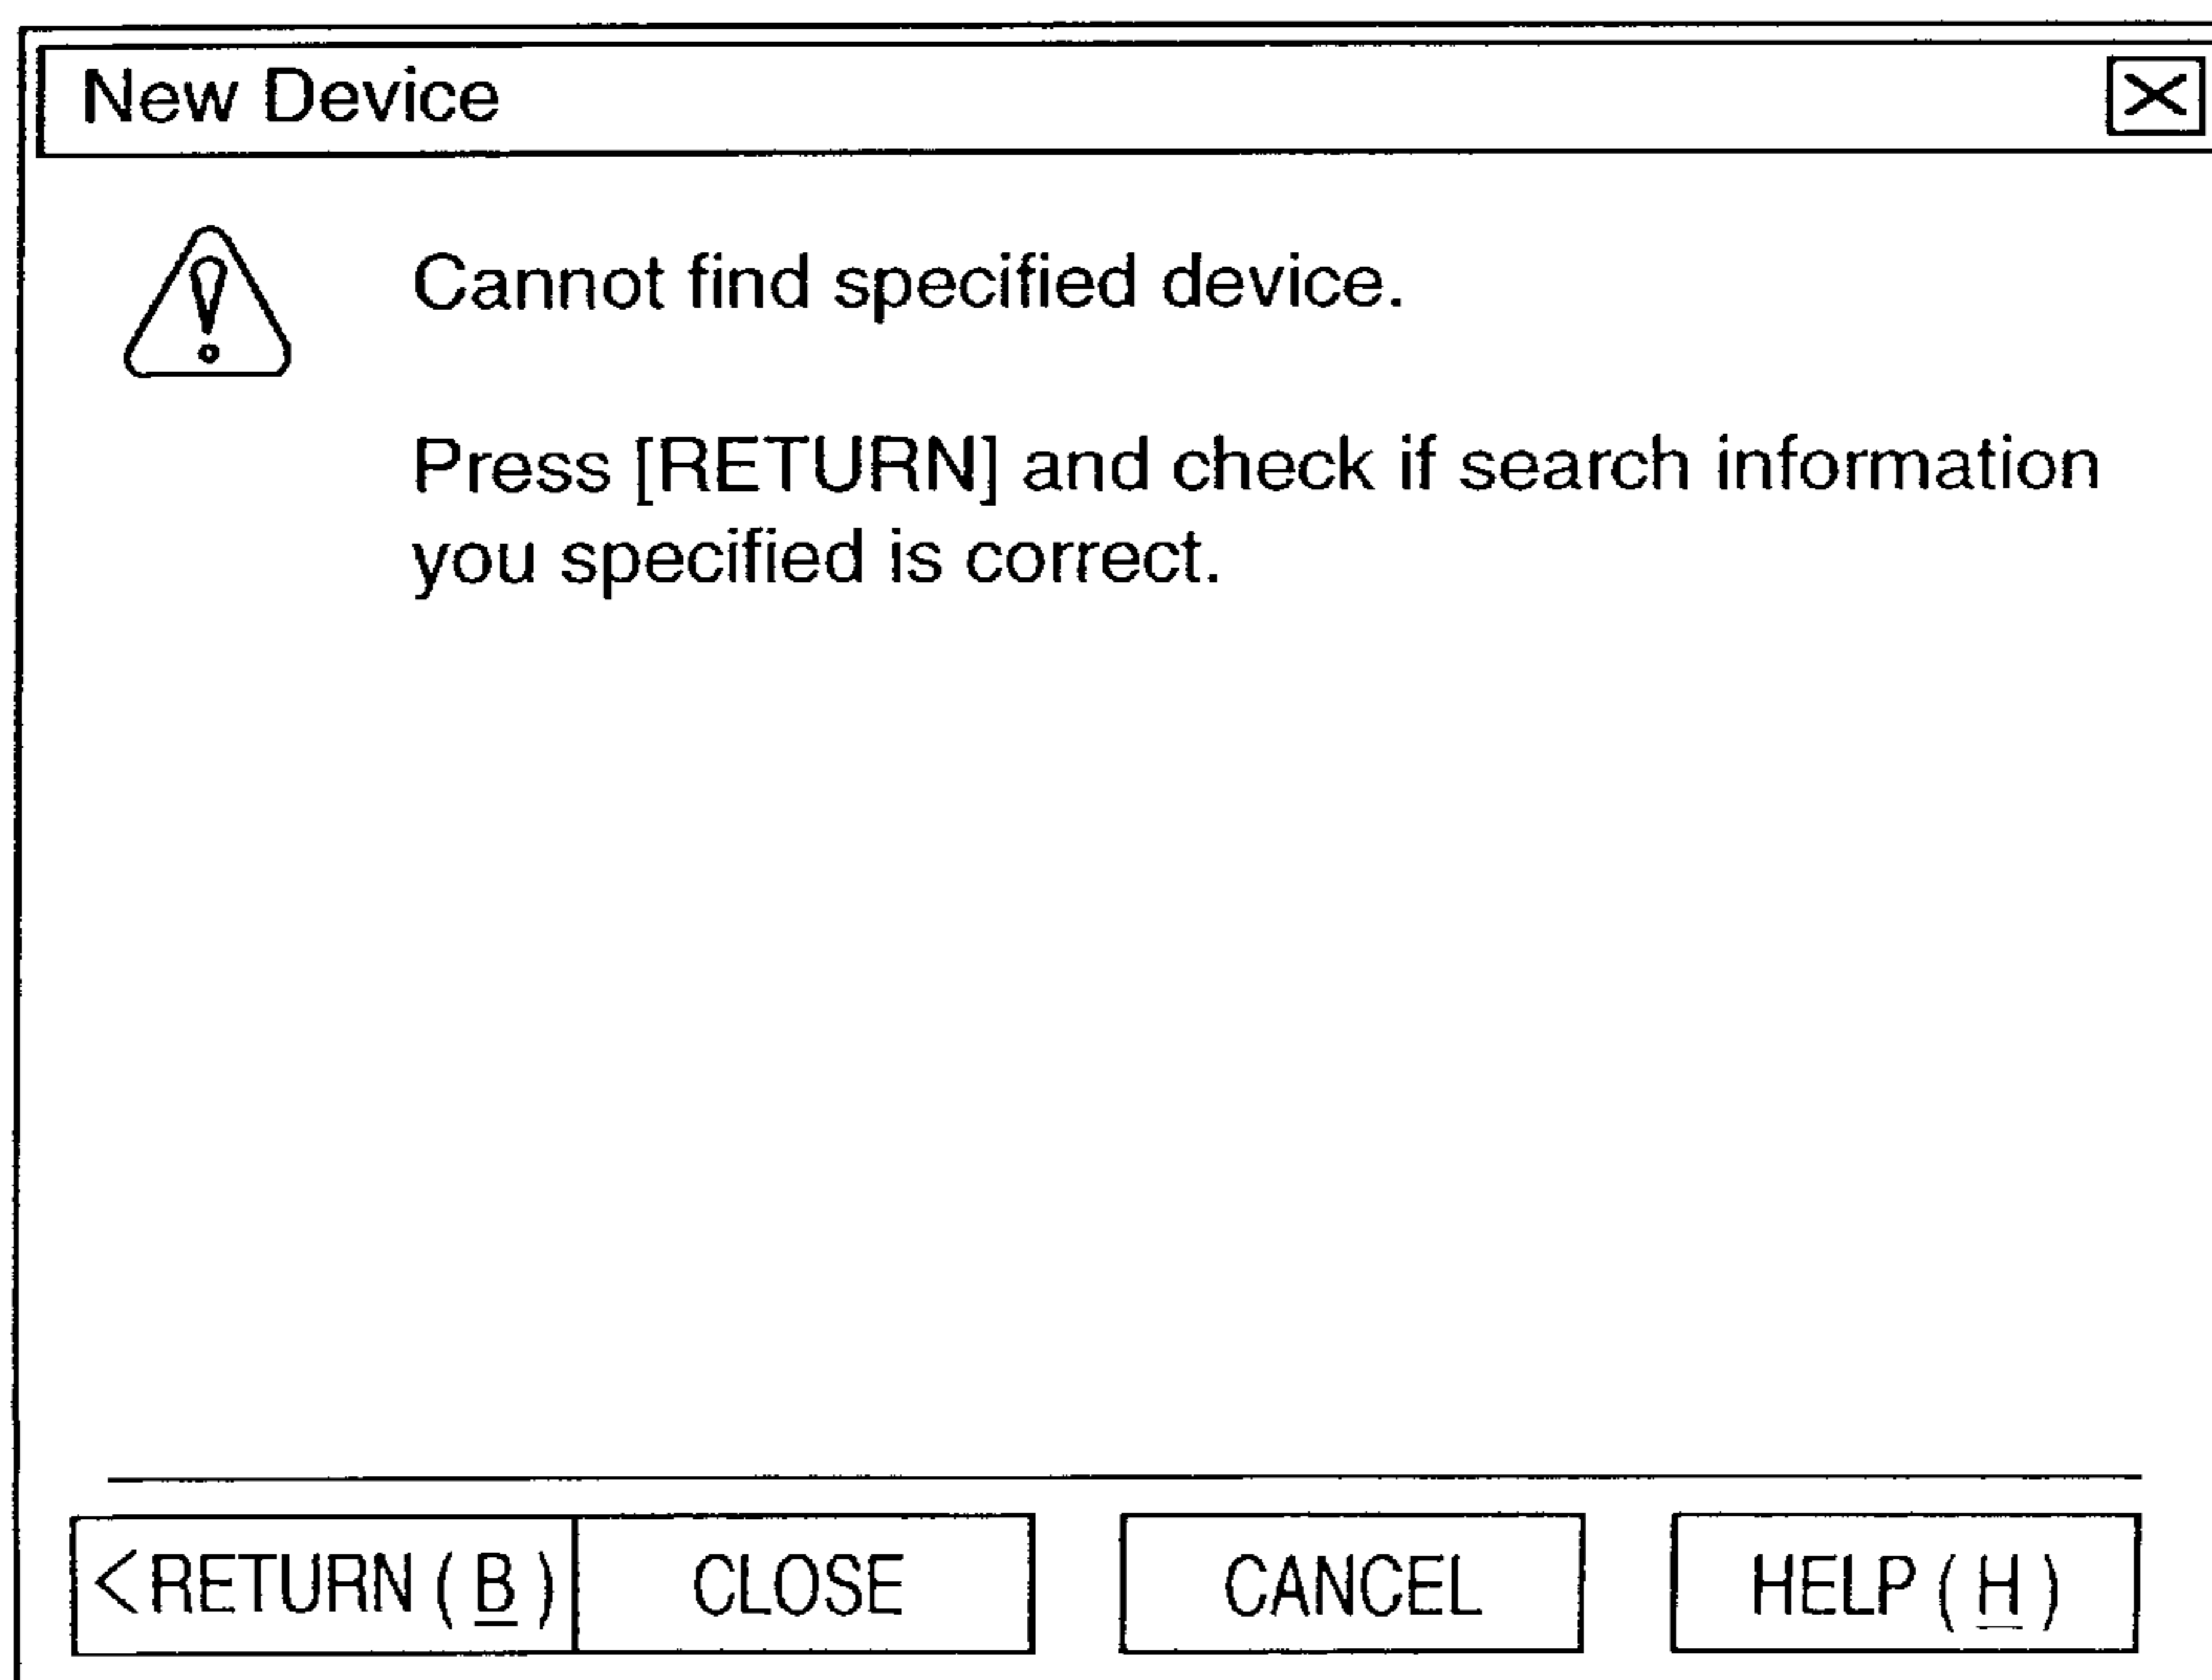 New Device
Cannot find specified device.
Press [RETURN] and check if search information
you specified is correct.
<RETURN (B) CLOSE CANCEL HELP (H)